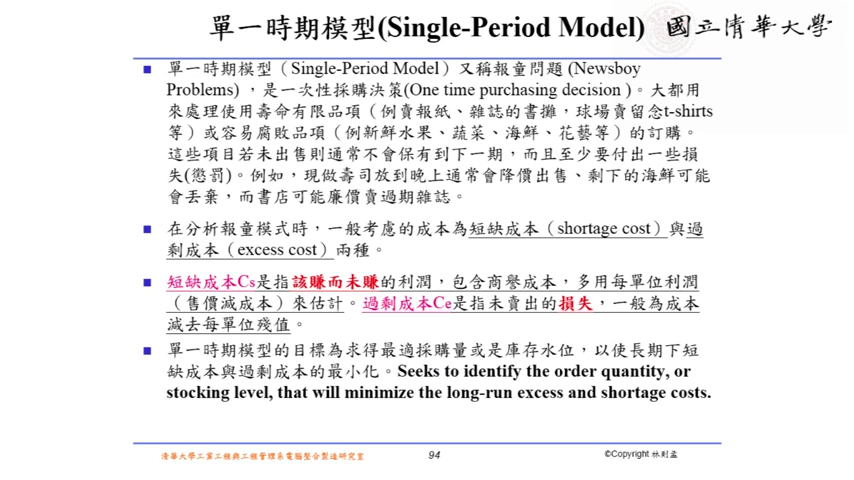 單一時期模型(Single-Period Model)
國立清華大學
■ 單一時期模型（Single-Period Model）又稱報童問題 (Newsboy
Problems) ，是一次性採購決策(One time purchasing decision )。大都用
來處理使用壽命有限品項（例賣報紙、雜誌的書攤，球場賣留念t-shirts
等）或容易腐敗品項（例新鮮水果、蔬菜、海鮮、花藝等）的訂購。
這些項目若未出售則通常不會保有到下一期，而且至少要付出一些損
失(懲罰)。例如，現做壽司放到晚上通常會降價出售、剩下的海鮮可能
會丟棄，而書店可能廉價賣過期雜誌。
■ 在分析報童模式時，一般考慮的成本為短缺成本（shortage cost）與過
剩成本（excess cost）兩種。
■ 短缺成本Cs是指該賺而未賺的利潤，包含商譽成本，多用每單位利潤
（售價減成本）來估計。過剩成本Ce是指未賣出的損失，一般為成本
減去每單位殘值。
■ 單一時期模型的目標為求得最適採購量或是庫存水位，以使長期下短
缺成本與過剩成本的最小化。Seeks to identify the order quantity, or
stocking level, that will minimize the long-run excess and shortage costs.
清華大學工業工程與工程管理系電腦整合製造研究室
94
©Copyright 林則孟